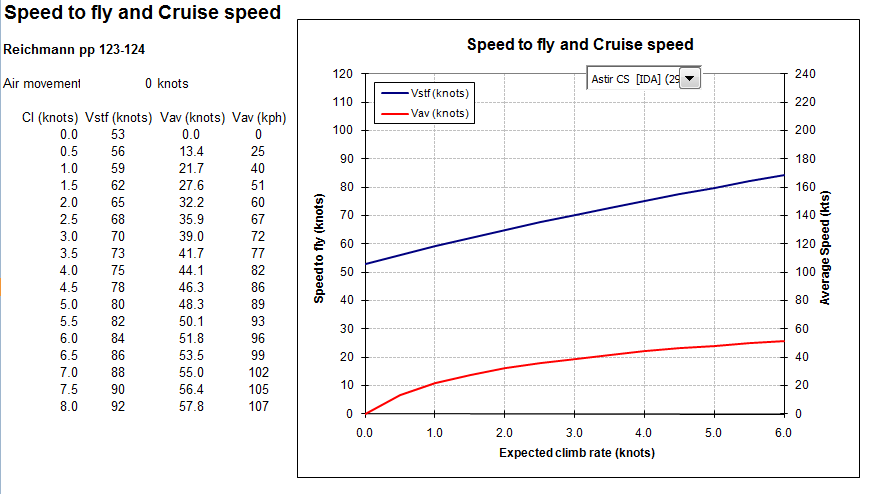 Speed to fly and Cruise speed
Reichmann pp 123-124
Air movement 0 knots
Cl (knots) Vstf (knots) Vav (knots) Vav (kph)
0.0 53 0.0 0
0.5 56 13.4 25
1.0 59 21.7 40
1.5 62 27.6 51
2.0 65 32.2 60
2.5 68 35.9 67
3.0 70 39.0 72
3.5 73 41.7 77
4.0 75 44.1 82
4.5 78 46.3 86
5.0 80 48.3 89
5.5 82 50.1 93
6.0 84 51.8 96
6.5 86 53.5 99
7.0 88 55.0 102
7.5 90 56.4 105
8.0 92 57.8 107
Speed to fly and Cruise speed
Astir CS [IDA] (29
Vstf(knots)
Vav (knots)
Speed to fly (knots)
120
110
100
90
80
70
60
50
40
30
20
10
0
240
220
200
180
160
140
120
100
80
60
40
20
0
Average Speed (kts)
0.0 1.0 2.0 3.0 4.0 5.0 6.0
Expected climb rate (knots)